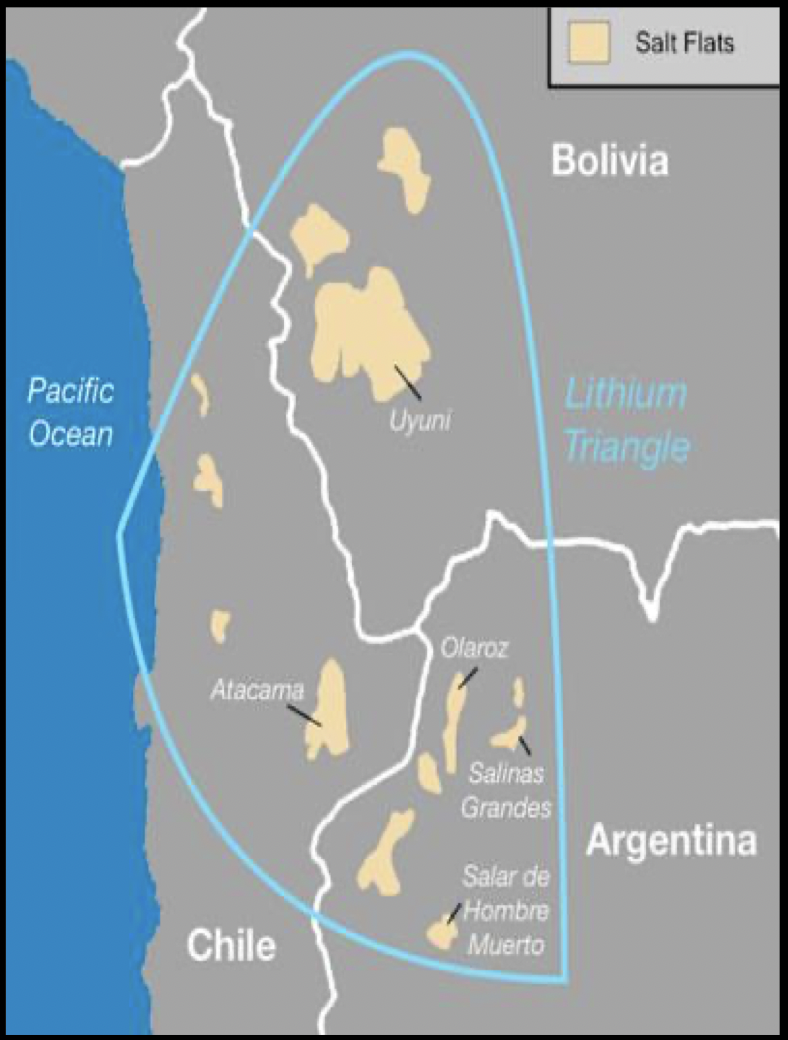 Salt Flats
Bolivia
Pacific
Ocean
Lithium
Triangle
Uyuni
Olaroz
Atacama
Salinas
Grandes
Argentina
Salar de
Hombre
Muerto
Chile